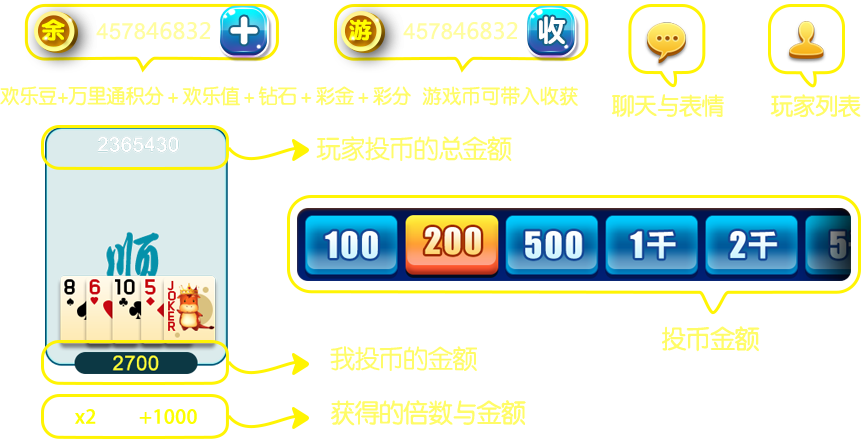 余 457846832 +
游 457846832 收
欢乐豆+万里通积分+欢乐值+钻石+彩金+彩分
游戏币可带入收获
聊天与表情
玩家列表
2365430
玩家投币的总金额
顺
100 200 500 1千 2千 5
8 6 10 5 JOKER
投币金额
2700
我投币的金额
x2 +1000
获得的倍数与金额